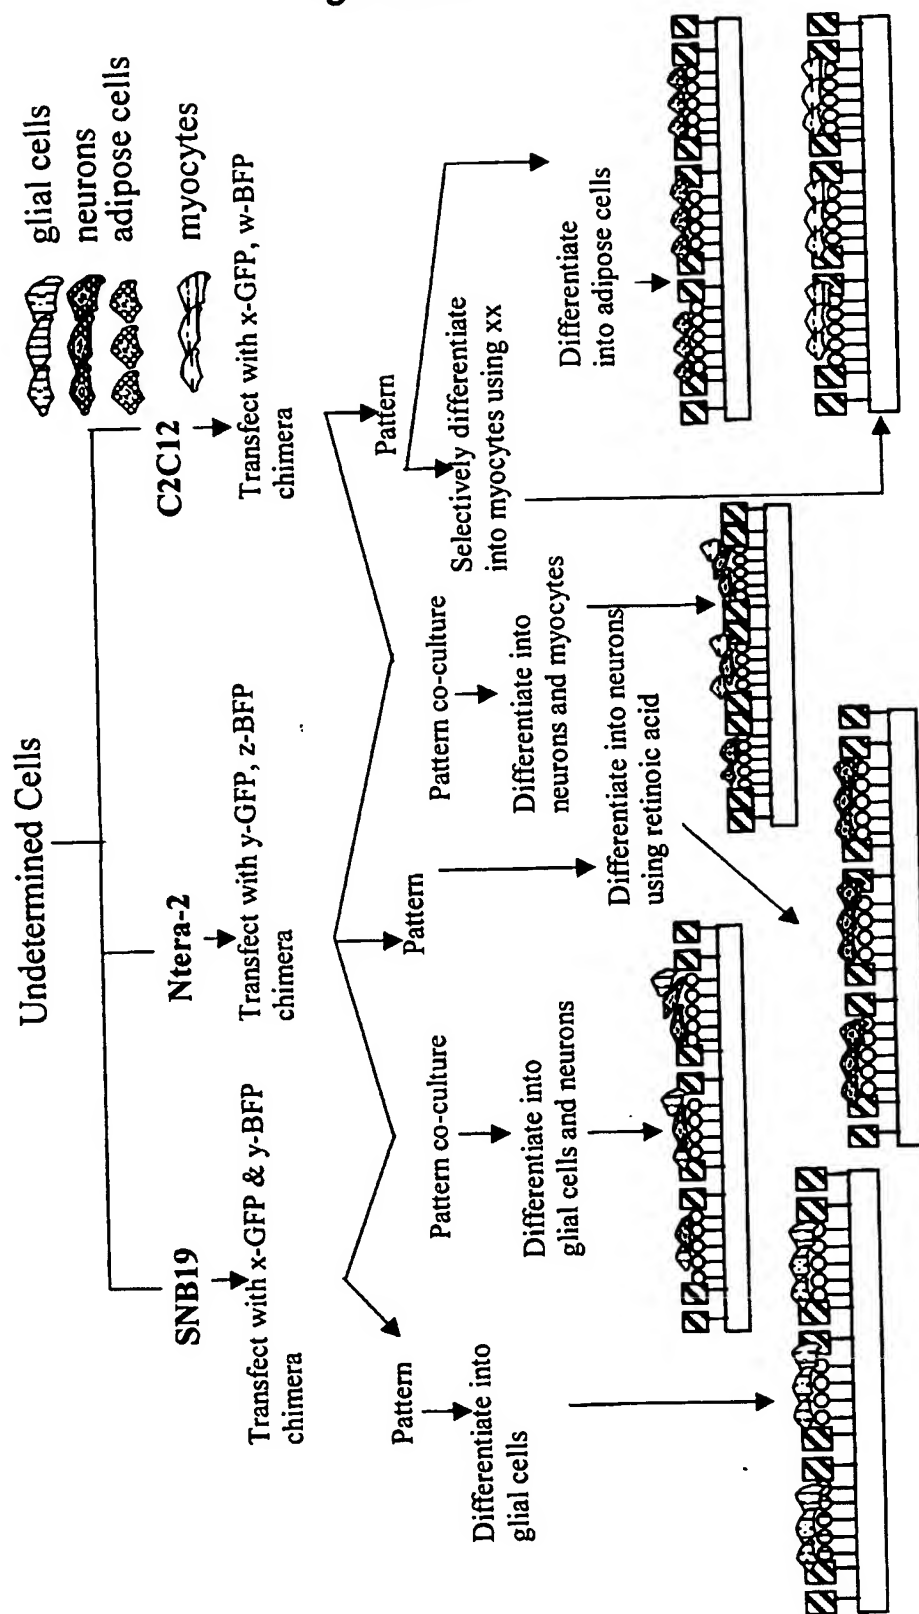 Undetermined Cells
glial cells
neurons
adipose cells
myocytes
SNB19
Transfect with x-GFP & y-BFP
chimera
Ntera-2
Transfect with y-GFP, z-BFP
chimera
C2C12
Transfect with x-GFP, w-BFP
chimera
Pattern
Differentiate into
glial cells
Pattern co-culture
Differentiate into
glial cells and neurons
Pattern
Differentiate into neurons
using retinoic acid
Pattern co-culture
Differentiate into
neurons and myocytes
Pattern
Selectively differentiate
into myocytes using xx
Differentiate
into adipose cells